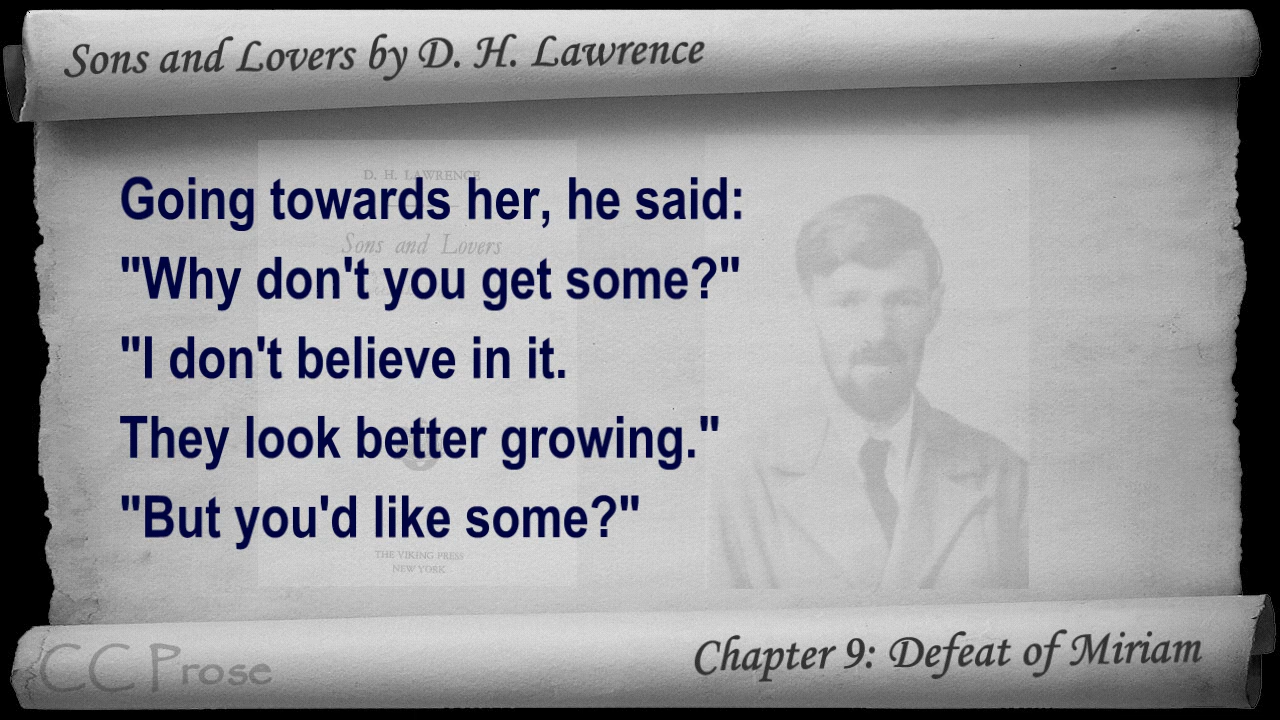 Sons and Lovers by D. H. Lawrence
D. H. LAWRENCE
Going towards her, he said:
Sons and Lovers
"Why don't you get some?"
"I don't believe in it.
They look better growing."
"But you'd like some?"
THE VIKING PRESS
NEW YORK
CC Prose
Chapter 9: Defeat of Miriam